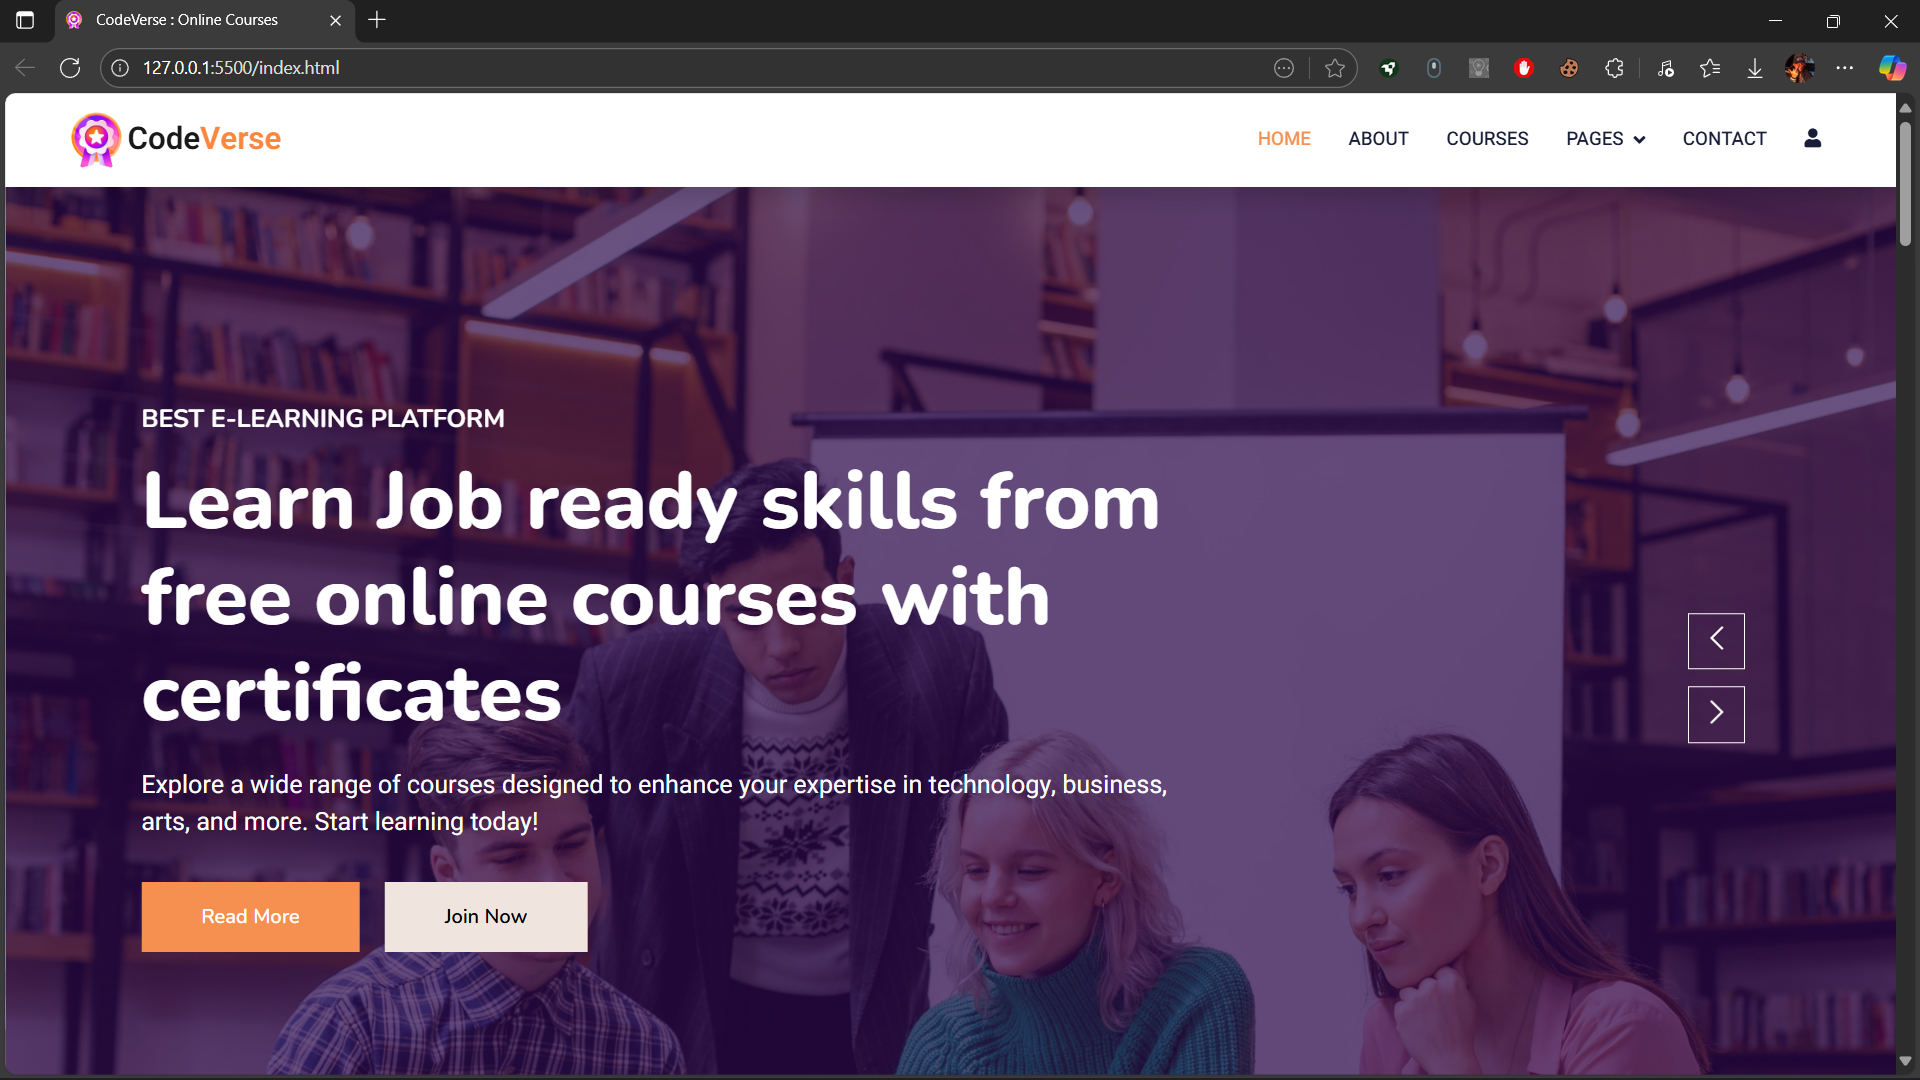 CodeVerse : Online Courses
127.0.0.1:5500/index.html
CodeVerse
HOME
ABOUT
COURSES
PAGES
CONTACT
BEST E-LEARNING PLATFORM
Learn Job ready skills from
free online courses with
certificates
Explore a wide range of courses designed to enhance your expertise in technology, business,
arts, and more. Start learning today!
Read More
Join Now